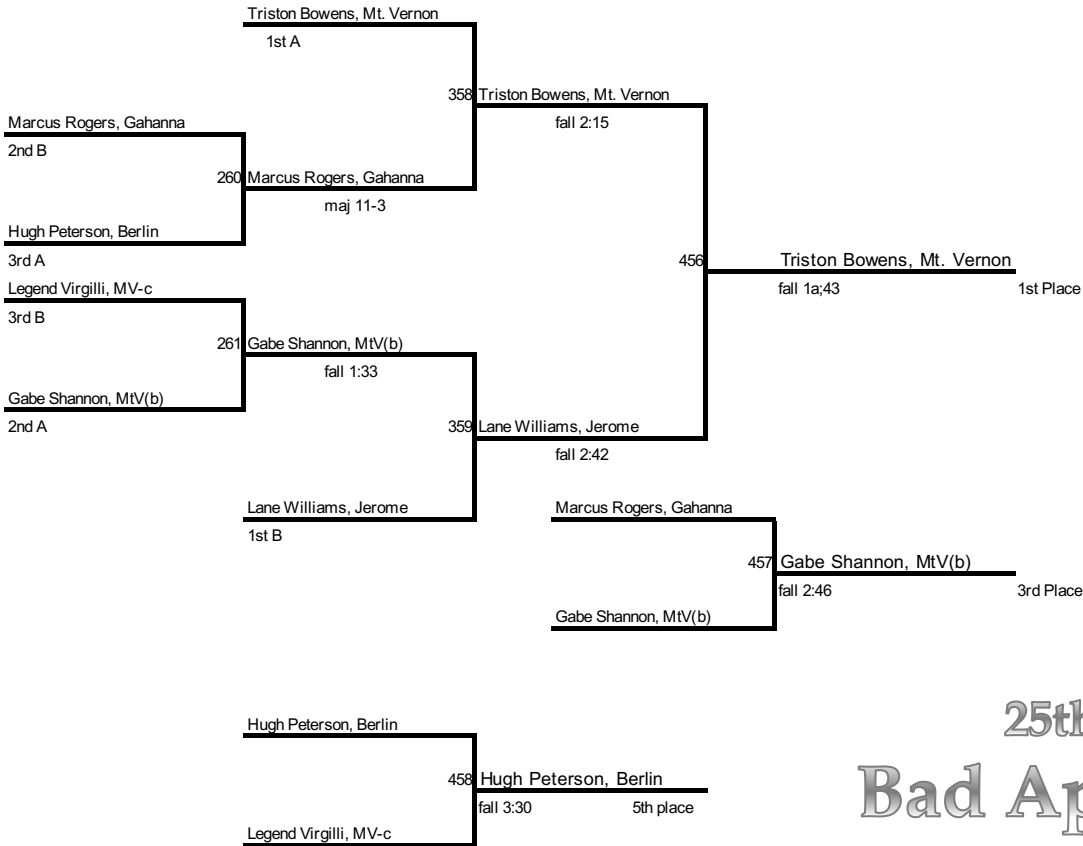 Triston Bowens, Mt. Vernon
1st A
358 Triston Bowens, Mt. Vernon
fall 2:15
Marcus Rogers, Gahanna
2nd B
260 Marcus Rogers, Gahanna
maj 11-3
Hugh Peterson, Berlin
3rd A
456 Triston Bowens, Mt. Vernon
fall 1a;43 1st Place
Legend Virgilli, MV-c
3rd B
261 Gabe Shannon, MtV(b)
fall 1:33
Gabe Shannon, MtV(b)
2nd A
359 Lane Williams, Jerome
fall 2:42
Lane Williams, Jerome
1st B
Marcus Rogers, Gahanna
457 Gabe Shannon, MtV(b)
fall 2:46 3rd Place
Gabe Shannon, MtV(b)
Hugh Peterson, Berlin
458 Hugh Peterson, Berlin
fall 3:30 5th place
Legend Virgilli, MV-c
25th
Bad Ap